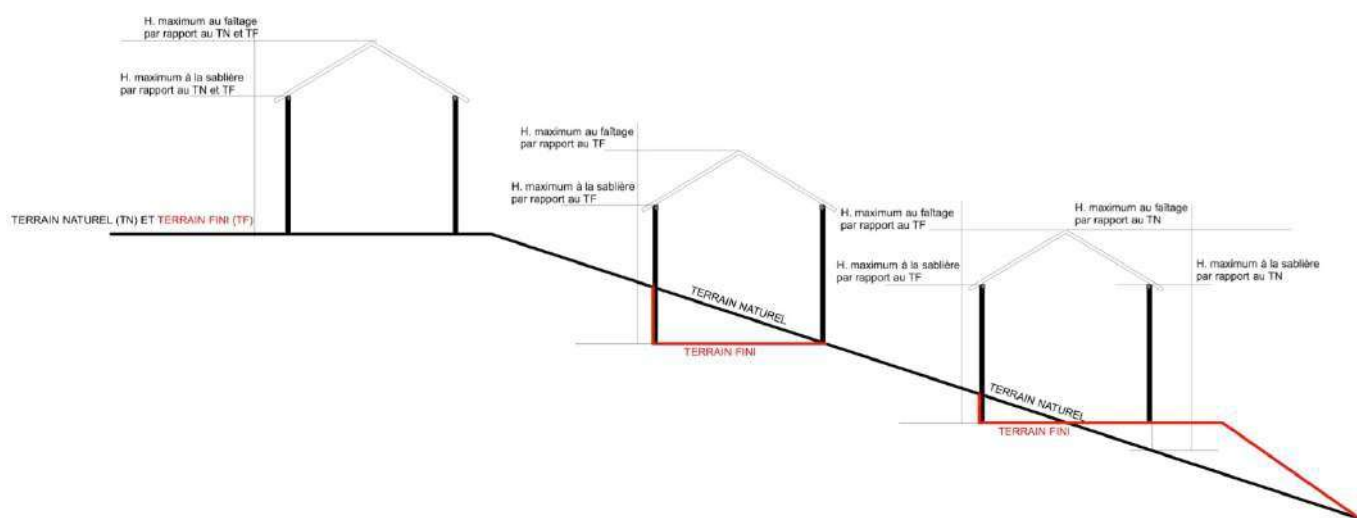 H. maximum au faîtage
par rapport au TN et TF
H. maximum à la sablière
par rapport au TN et TF
TERRAIN NATUREL (TN) ET TERRAIN FINI (TF)
H. maximum au faîtage
par rapport au TF
H. maximum à la sablière
par rapport au TF
TERRAIN NATUREL
TERRAIN FINI
H. maximum au faîtage
par rapport au TF
H. maximum à la sablière
par rapport au TF
H. maximum au faîtage
par rapport au TN
H. maximum à la sablière
par rapport au TN
TERRAIN NATUREL
TERRAIN FINI